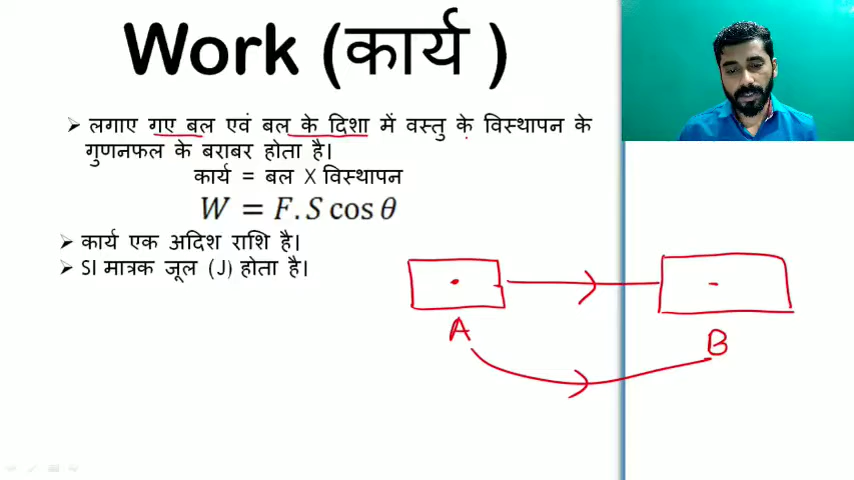 Work (कार्य )
➢ लगाए गए बल एवं बल के दिशा में वस्तु के विस्थापन के
गुणनफल के बराबर होता है।
कार्य = बल X विस्थापन
W = F. S cos θ
➢ कार्य एक अदिश राशि है।
➢ SI मात्रक जूल (J) होता है।
A
B